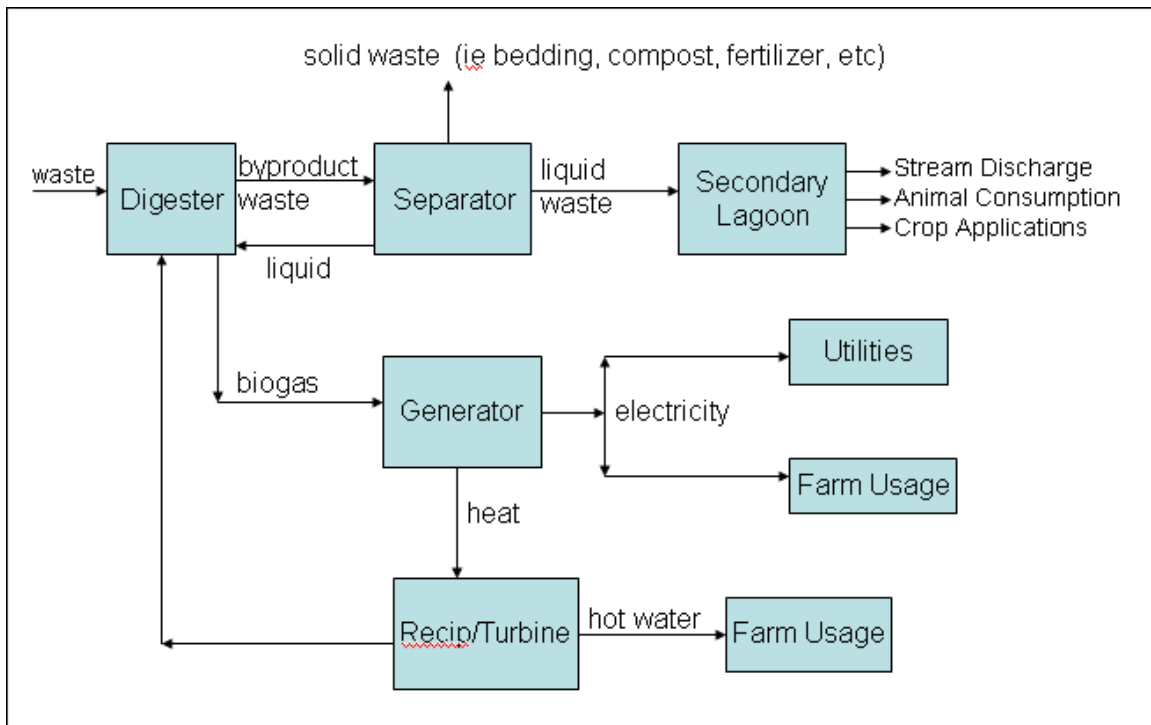 solid waste (ie bedding, compost, fertilizer, etc)
waste
Digester
byproduct
waste
Separator
liquid
waste
Secondary
Lagoon
Stream Discharge
Animal Consumption
Crop Applications
liquid
biogas
Generator
electricity
Utilities
Farm Usage
heat
Recip/Turbine
hot water
Farm Usage